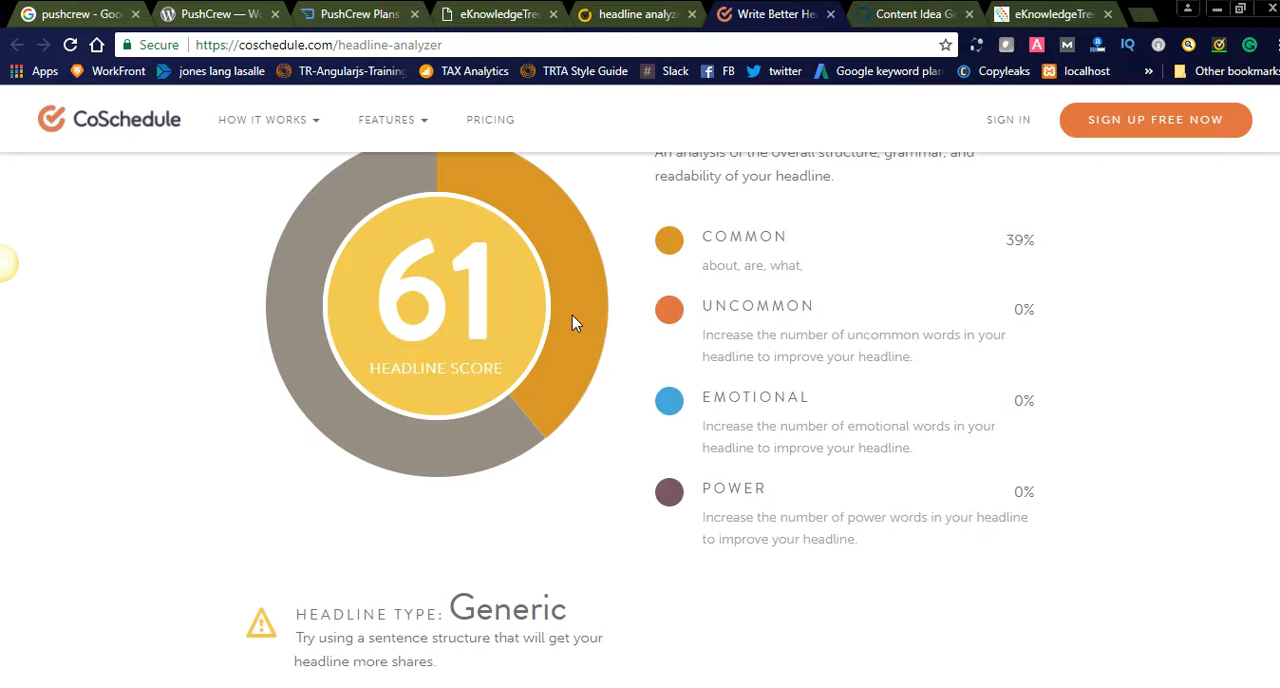 pushcrew - Goo
PushCrew — Wo
PushCrew Plans
eKnowledgeTre
headline analyz
Write Better He
Content Idea Ge
eKnowledgeTre
Secure
https://coschedule.com/headline-analyzer
Apps
WorkFront
jones lang lasalle
TR-Angularjs-Training
TAX Analytics
TRTA Style Guide
Slack
FB
twitter
Google keyword plan
Copyleaks
localhost
»
Other bookmarks
CoSchedule
HOW IT WORKS
FEATURES
PRICING
SIGN IN
SIGN UP FREE NOW
An analysis of the overall structure, grammar, and
readability of your headline.
61
HEADLINE SCORE
COMMON
39%
about, are, what,
UNCOMMON
0%
Increase the number of uncommon words in your
headline to improve your headline.
EMOTIONAL
0%
Increase the number of emotional words in your
headline to improve your headline.
POWER
0%
Increase the number of power words in your headline
to improve your headline.
HEADLINE TYPE: Generic
Try using a sentence structure that will get your
headline more shares.